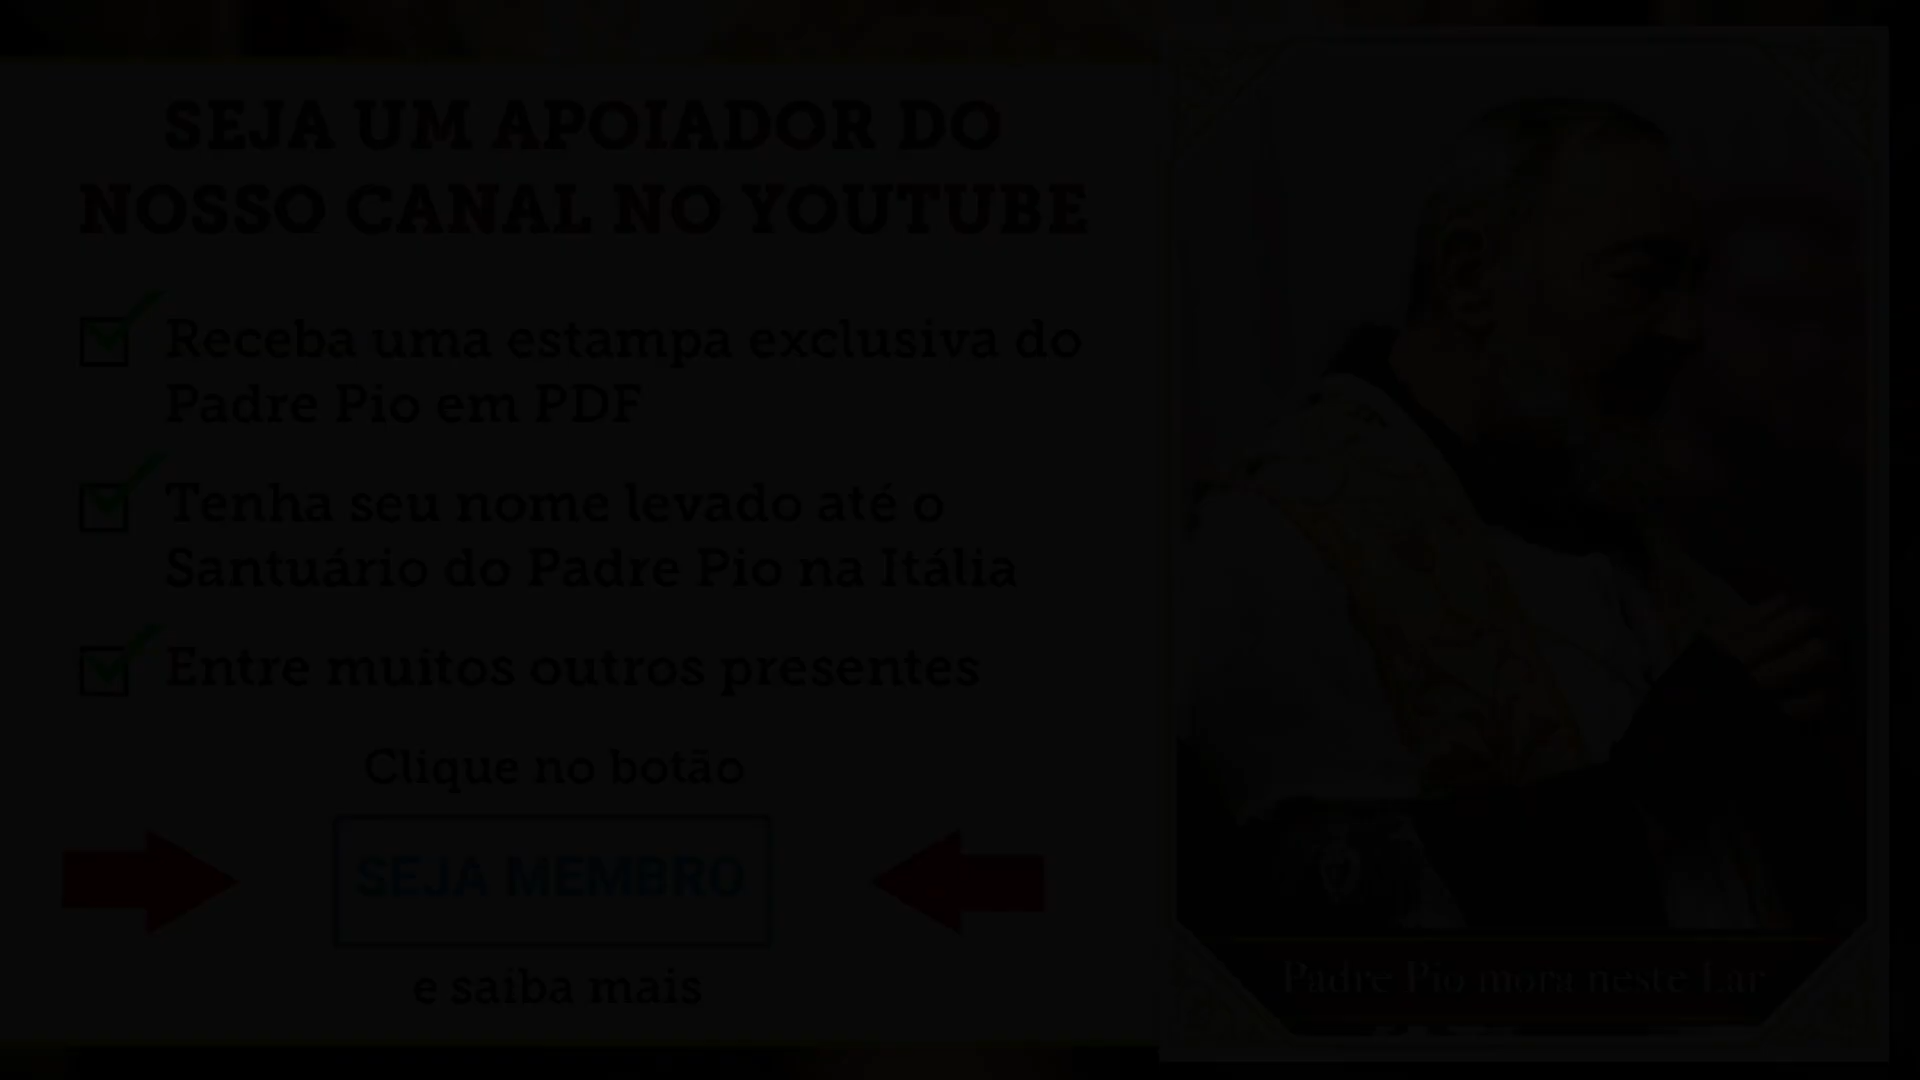 SEJA UM APOIADOR DO
NOSSO CANAL NO YOUTUBE
Receba uma estampa exclusiva do
Padre Pio em PDF
Tenha seu nome levado até o
Santuário do Padre Pio na Itália
Entre muitos outros presentes
Clique no botão
SEJA MEMBRO
e saiba mais
Padre Pio mora neste Lar